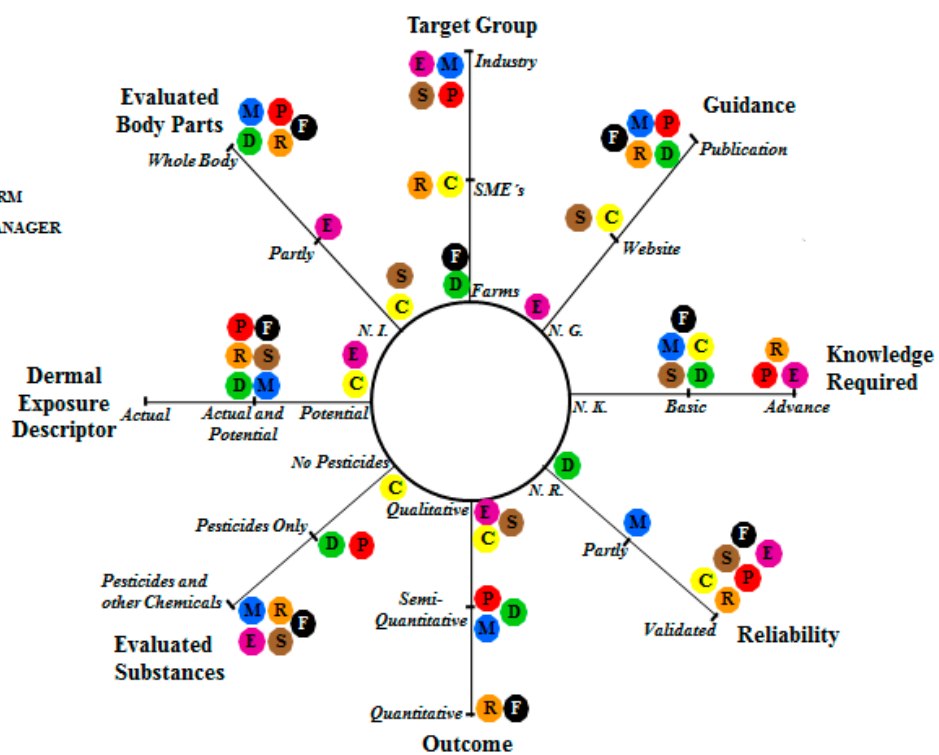 Target Group
E M
Industry
S P
R C
SME´s
F
D
Farms
Evaluated
Body Parts
M P
F
D R
Whole Body
E
Partly
S
C
N. I.
RM
ANAGER
Guidance
M P
F
R D
Publication
S C
Website
E
N. G.
Knowledge
Required
F
M C
S D
R
P E
N. K.
Basic
Advance
Dermal
Exposure
Descriptor
P F
R S
D M
E
C
Actual
Actual and
Potential
Potential
No Pesticides
C
Pesticides Only
D P
Pesticides and
other Chemicals
M R
F
E S
Evaluated
Substances
Qualitative
E
S
C
Semi-
Quantitative
P
D
M
Quantitative
R F
Outcome
D
N. R.
M
Partly
F
S E
C P
R
Validated
Reliability